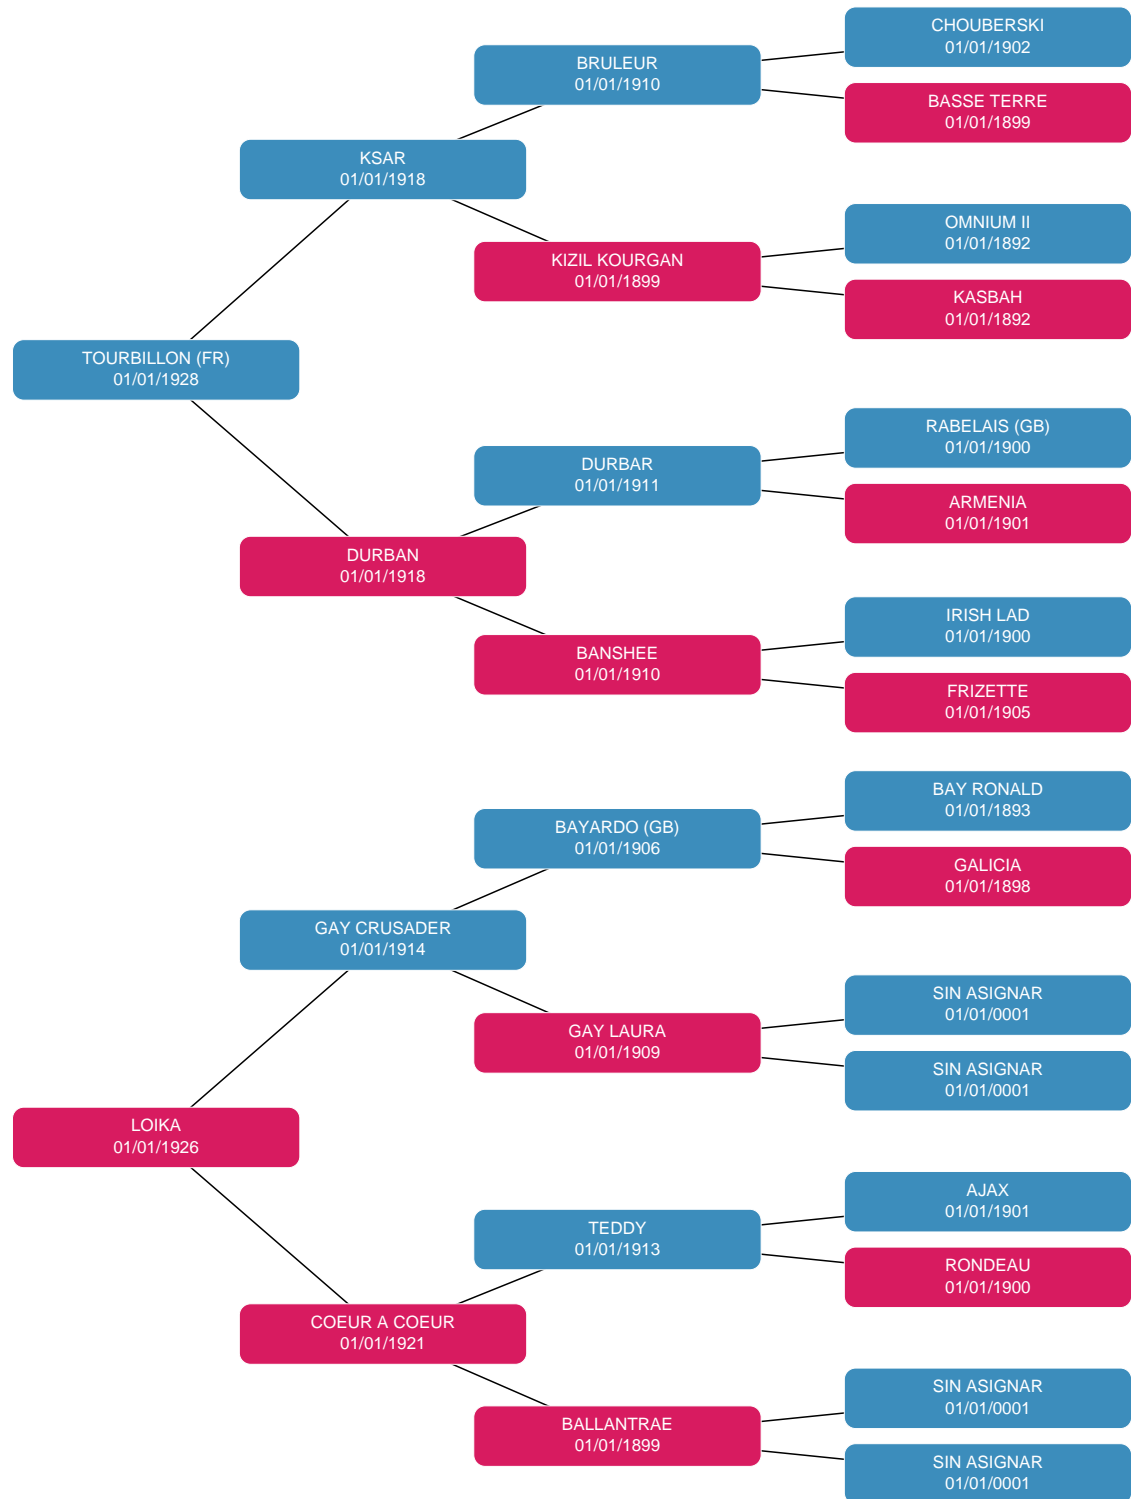 CHOUBERSKI
01/01/1902
BRULEUR
01/01/1910
BASSE TERRE
01/01/1899
KSAR
01/01/1918
OMNIUM II
01/01/1892
KIZIL KOURGAN
01/01/1899
KASBAH
01/01/1892
TOURBILLON (FR)
01/01/1928
RABELAIS (GB)
01/01/1900
DURBAR
01/01/1911
ARMENIA
01/01/1901
DURBAN
01/01/1918
IRISH LAD
01/01/1900
BANSHEE
01/01/1910
FRIZETTE
01/01/1905
BAY RONALD
01/01/1893
BAYARDO (GB)
01/01/1906
GALICIA
01/01/1898
GAY CRUSADER
01/01/1914
SIN ASIGNAR
01/01/0001
GAY LAURA
01/01/1909
SIN ASIGNAR
01/01/0001
LOIKA
01/01/1926
AJAX
01/01/1901
TEDDY
01/01/1913
RONDEAU
01/01/1900
COEUR A COEUR
01/01/1921
SIN ASIGNAR
01/01/0001
BALLANTRAE
01/01/1899
SIN ASIGNAR
01/01/0001